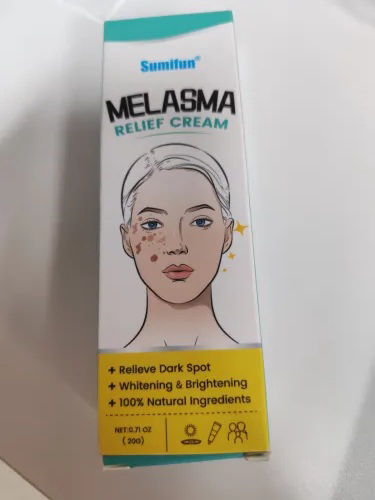 Sumifun®
MELASMA
RELIEF CREAM
+ Relieve Dark Spot
+ Whitening & Brightening
+ 100% Natural Ingredients
NET:0.71 OZ
( 20G)